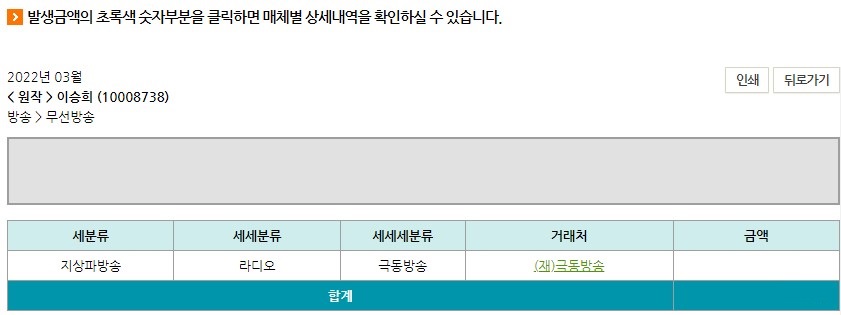 발생금액의 초록색 숫자부분을 클릭하면 매체별 상세내역을 확인하실 수 있습니다.
2022년 03월
인쇄 뒤로가기
< 원작 > 이승희 (10008738)
방송 > 무선방송
세분류 세세분류 세세세분류 거래처 금액
지상파방송 라디오 극동방송 (재)극동방송
합계